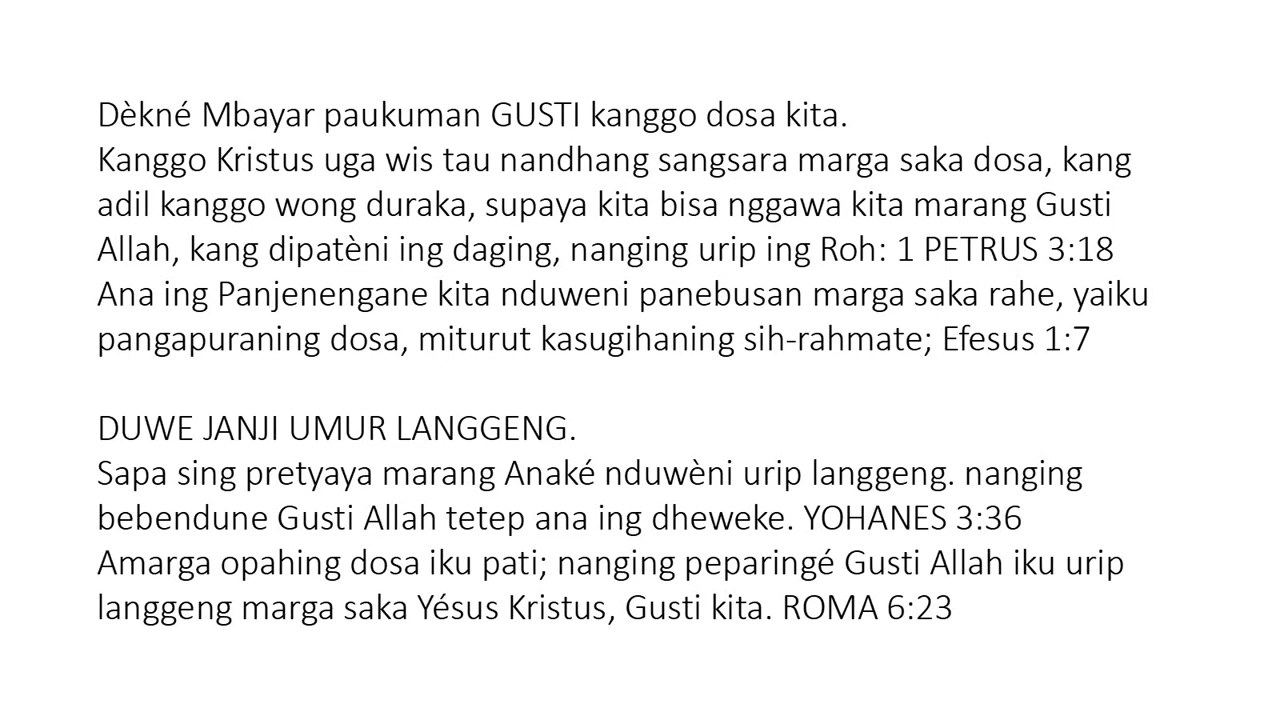 Dèkné Mbayar paukuman GUSTI kanggo dosa kita.
Kanggo Kristus uga wis tau nandhang sangsara marga saka dosa, kang
adil kanggo wong duraka, supaya kita bisa nggawa kita marang Gusti
Allah, kang dipatèni ing daging, nanging urip ing Roh: 1 PETRUS 3:18
Ana ing Panjenengane kita nduweni panebusan marga saka rahe, yaiku
pangapuraning dosa, miturut kasugihaning sih-rahmate; Efesus 1:7
DUWE JANJI UMUR LANGGENG.
Sapa sing pretyaya marang Anaké nduwèni urip langgeng. nanging
bebendune Gusti Allah tetep ana ing dheweke. YOHANES 3:36
Amarga opahing dosa iku pati; nanging peparingé Gusti Allah iku urip
langgeng marga saka Yésus Kristus, Gusti kita. ROMA 6:23